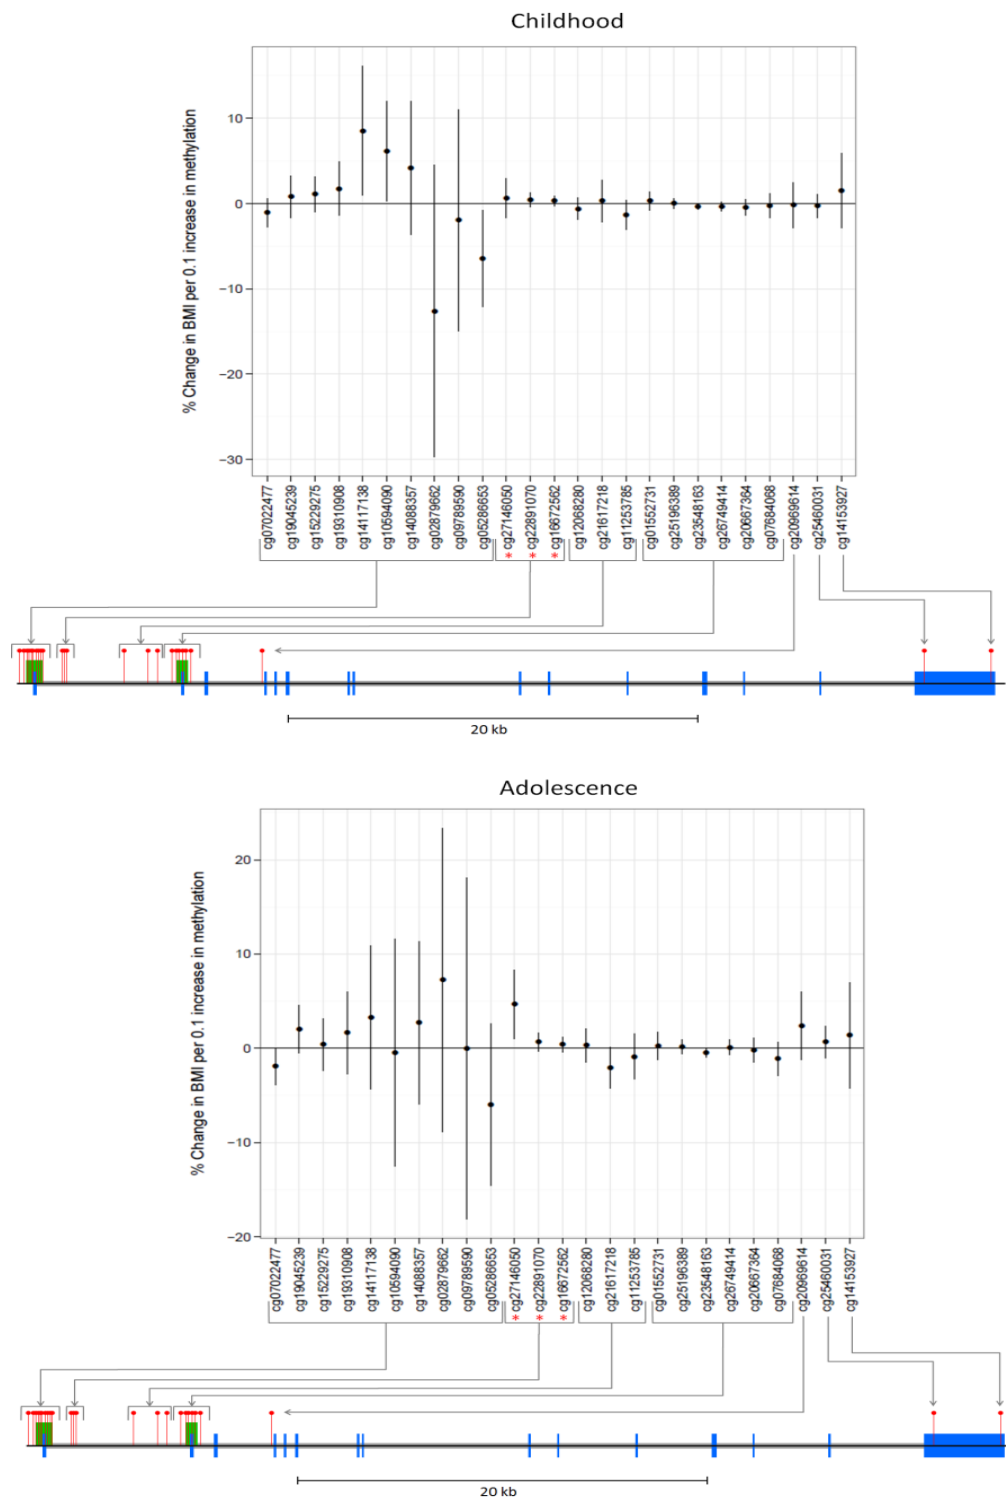 Childhood
% Change in BMI per 0.1 increase in methylation
10
0
−10
−20
−30
cg07022477
cg19045239
cg15229275
cg19310908
cg14117138
cg10594090
cg14088357
cg02879662
cg09789590
cg05286653
cg27146050
cg22891070
cg16672562
cg12068280
cg21617218
cg11253785
cg01552731
cg25196389
cg23548163
cg26749414
cg20667364
cg07684068
cg20969614
cg25460031
cg14153927
* * *
20 kb
Adolescence
% Change in BMI per 0.1 increase in methylation
20
10
0
−10
−20
cg07022477
cg19045239
cg15229275
cg19310908
cg14117138
cg10594090
cg14088357
cg02879662
cg09789590
cg05286653
cg27146050
cg22891070
cg16672562
cg12068280
cg21617218
cg11253785
cg01552731
cg25196389
cg23548163
cg26749414
cg20667364
cg07684068
cg20969614
cg25460031
cg14153927
* * *
20 kb